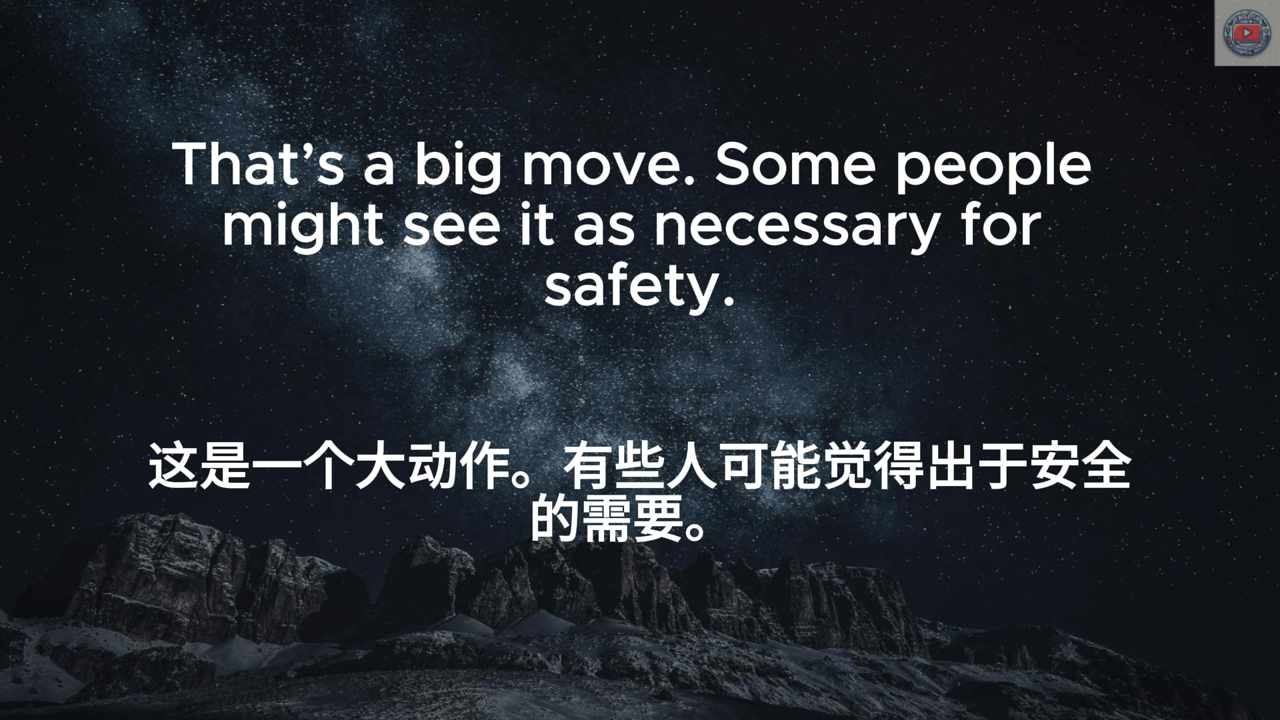 That’s a big move. Some people
might see it as necessary for
safety.
这是一个大动作。有些人可能觉得出于安全
的需要。